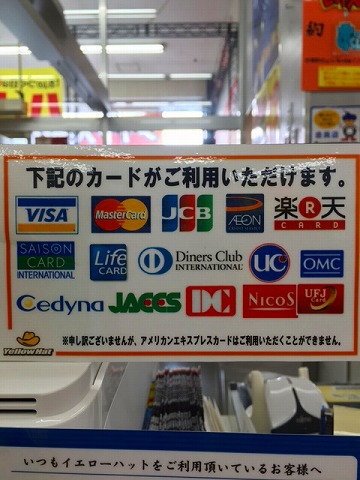 下記のカードがご利用いただけます。
VISA MasterCard JCB AEON 楽天 CARD
SAISON CARD INTERNATIONAL Life CARD Diners Club INTERNATIONAL UC OMC
Cedyna JACCS DC NICOS UFJ Card
Yellow Hat
※申し訳ございませんが、アメリカンエキスプレスカードはご利用いただくことができません。
いつもイエローハットをご利用頂いているお客様へ